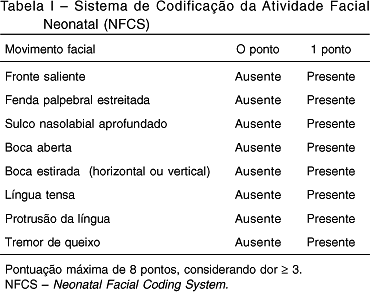 Tabela I – Sistema de Codificação da Atividade Facial
Neonatal (NFCS)
Movimento facial O ponto 1 ponto
Fronte saliente Ausente Presente
Fenda palpebral estreitada Ausente Presente
Sulco nasolabial aprofundado Ausente Presente
Boca aberta Ausente Presente
Boca estirada (horizontal ou vertical) Ausente Presente
Língua tensa Ausente Presente
Protrusão da língua Ausente Presente
Tremor de queixo Ausente Presente
Pontuação máxima de 8 pontos, considerando dor ≥ 3.
NFCS – Neonatal Facial Coding System.